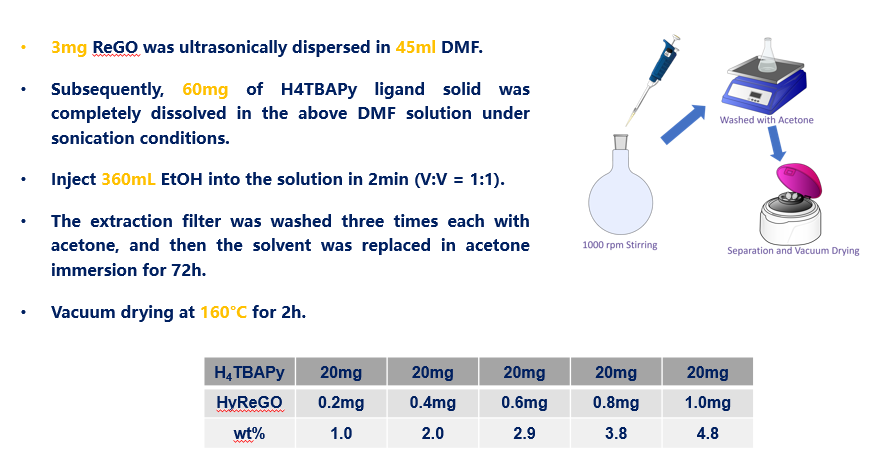 • 3mg ReGO was ultrasonically dispersed in 45ml DMF.
• Subsequently, 60mg of H4TBAPy ligand solid was
completely dissolved in the above DMF solution under
sonication conditions.
• Inject 360mL EtOH into the solution in 2min (V:V = 1:1).
• The extraction filter was washed three times each with
acetone, and then the solvent was replaced in acetone
immersion for 72h.
• Vacuum drying at 160°C for 2h.
Washed with Acetone
1000 rpm Stirring
Separation and Vacuum Drying
H₄TBAPy 20mg 20mg 20mg 20mg 20mg
HyReGO 0.2mg 0.4mg 0.6mg 0.8mg 1.0mg
wt% 1.0 2.0 2.9 3.8 4.8